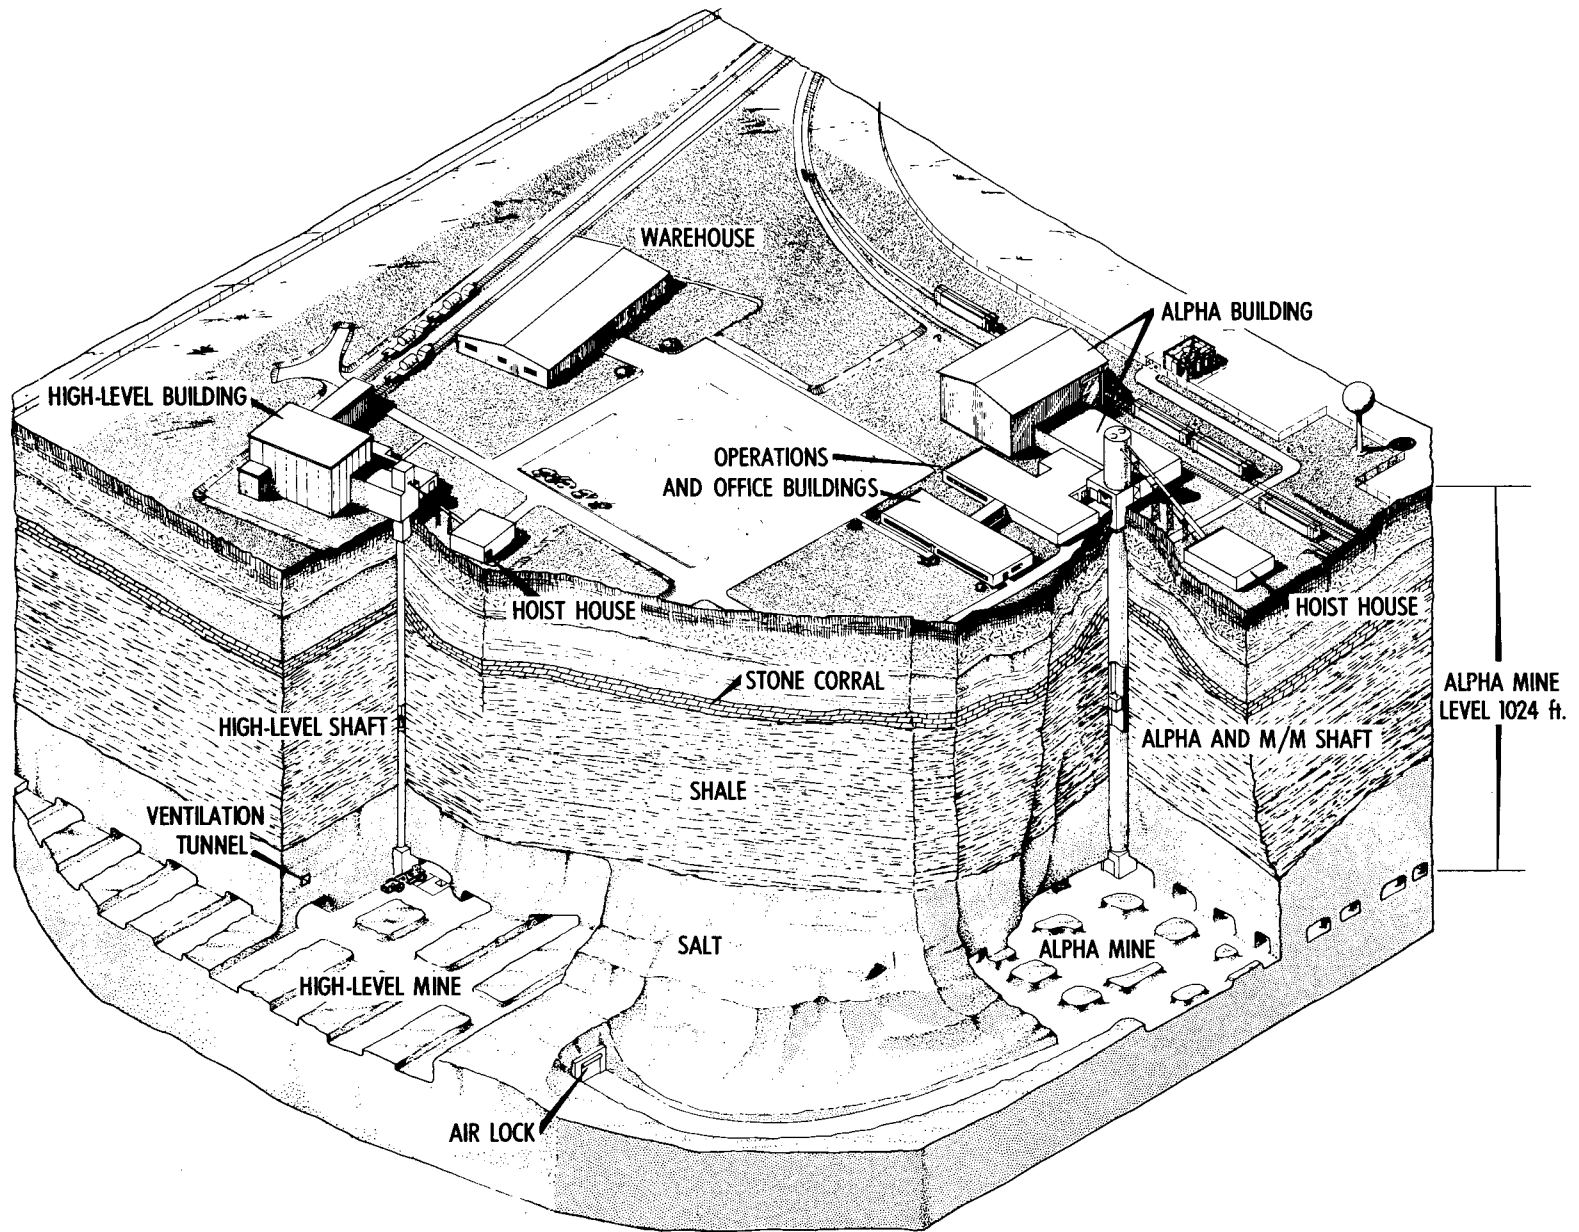 WAREHOUSE
ALPHA BUILDING
HIGH-LEVEL BUILDING
OPERATIONS
AND OFFICE BUILDINGS
HOIST HOUSE
HOIST HOUSE
STONE CORRAL
ALPHA MINE
LEVEL 1024 ft.
HIGH-LEVEL SHAFT
ALPHA AND M/M SHAFT
SHALE
VENTILATION
TUNNEL
SALT
ALPHA MINE
HIGH-LEVEL MINE
AIR LOCK